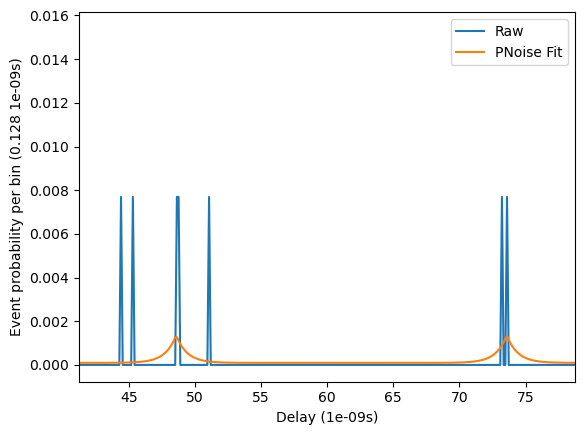 0.016
0.014
0.012
0.010
0.008
0.006
0.004
0.002
0.000
Event probability per bin (0.128 1e-09s)
Raw
PNoise Fit
45 50 55 60 65 70 75
Delay (1e-09s)